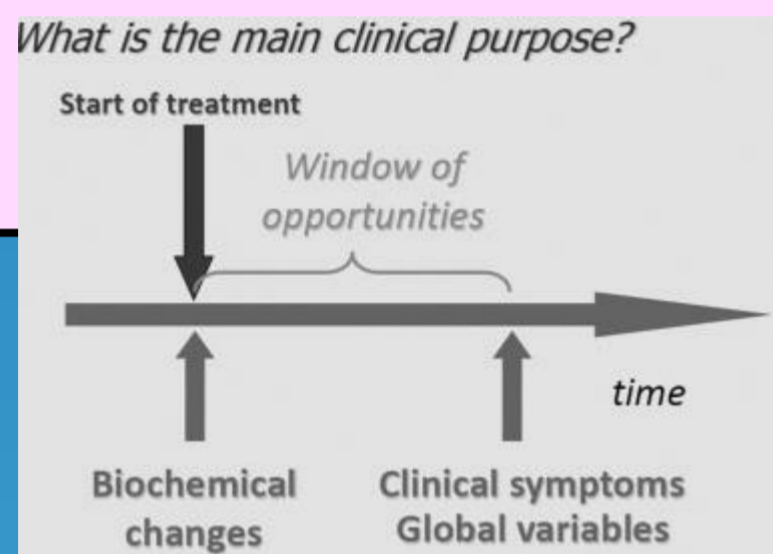 What is the main clinical purpose?
Start of treatment
Window of
opportunities
time
Biochemical
changes
Clinical symptoms
Global variables